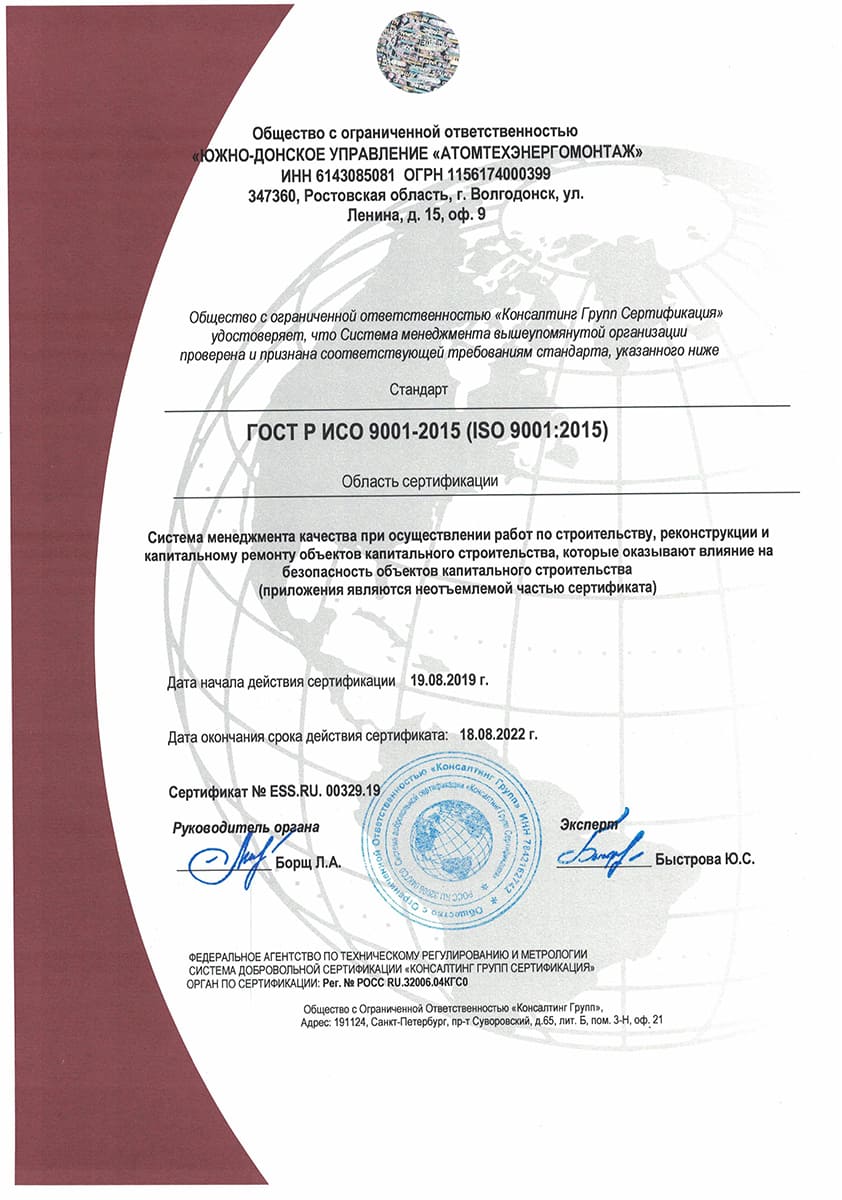 Общество с ограниченной ответственностью
«ЮЖНО-ДОНСКОЕ УПРАВЛЕНИЕ «АТОМТЕХЭНЕРГОМОНТАЖ»
ИНН 6143085081 ОГРН 1156174000399
347360, Ростовская область, г. Волгодонск, ул.
Ленина, д. 15, оф. 9
Общество с ограниченной ответственностью «Консалтинг Групп Сертификация»
удостоверяет, что Система менеджмента вышеупомянутой организации
проверена и признана соответствующей требованиям стандарта, указанного ниже
Стандарт
ГОСТ Р ИСО 9001-2015 (ISO 9001:2015)
Область сертификации
Система менеджмента качества при осуществлении работ по строительству, реконструкции и
капитальному ремонту объектов капитального строительства, которые оказывают влияние на
безопасность объектов капитального строительства
(приложения являются неотъемлемой частью сертификата)
Дата начала действия сертификации 19.08.2019 г.
Дата окончания срока действия сертификата: 18.08.2022 г.
Сертификат № ESS.RU. 00329.19
Руководитель органа
Борщ Л.А.
Общество с Ограниченной Ответственностью «Консалтинг Групп» ИНН 7842162742
Система добровольной сертификации «Консалтинг Групп Сертификация»
Эксперт
Быстрова Ю.С.
ФЕДЕРАЛЬНОЕ АГЕНТСТВО ПО ТЕХНИЧЕСКОМУ РЕГУЛИРОВАНИЮ И МЕТРОЛОГИИ
СИСТЕМА ДОБРОВОЛЬНОЙ СЕРТИФИКАЦИИ «КОНСАЛТИНГ ГРУПП СЕРТИФИКАЦИЯ»
ОРГАН ПО СЕРТИФИКАЦИИ: Рег. № РОСС RU.32006.04КГС0
Общество с Ограниченной Ответственностью «Консалтинг Групп»,
Адрес: 191124, Санкт-Петербург, пр-т Суворовский, д.65, лит. Б, пом. 3-Н, оф. 21